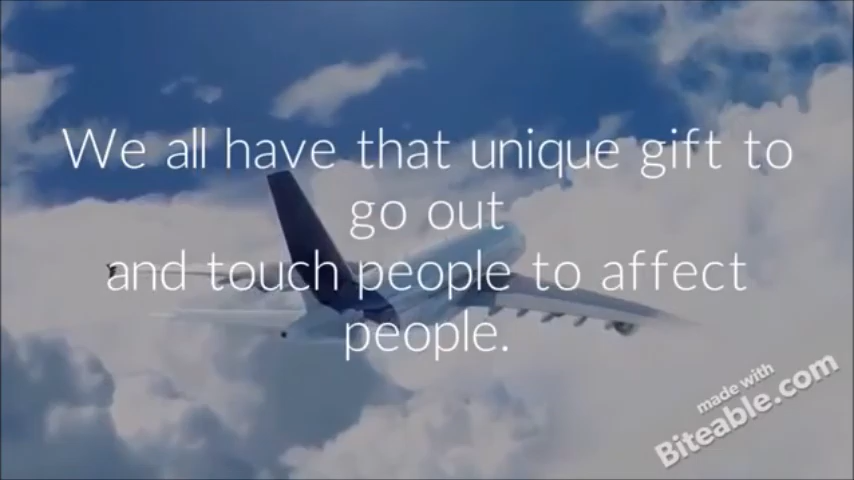 We all have that unique gift to
go out
and touch people to affect
people.
made with
Biteable.com